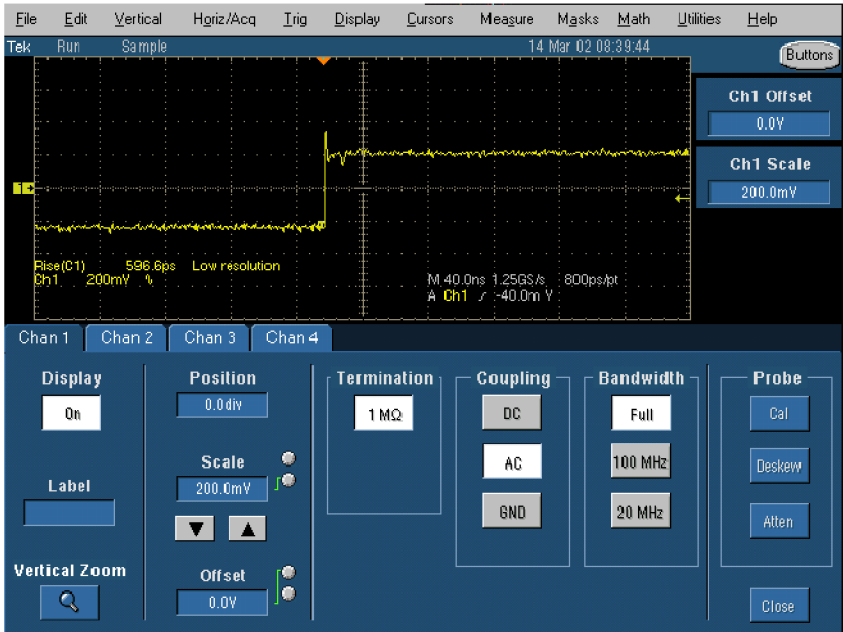 File Edit Vertical Horiz/Acq Trig Display Cursors Measure Masks Math Utilities Help
Tek Run Sample 14 Mar 02 08:39:44
Buttons
Ch1 Offset
0.0V
Ch1 Scale
200.0mV
1
Rise(C1) 596.6ps Low resolution
Ch1 200mV
M 40.0ns 1.25GS/s 800ps/pt
A Ch1 -40.0m V
Chan 1 Chan 2 Chan 3 Chan 4
Display
On
Label
Vertical Zoom
Position
0.0div
Scale
200.0mV
Offset
0.0V
Termination
1 MΩ
Coupling
DC
AC
GND
Bandwidth
Full
100 MHz
20 MHz
Probe
Cal
Deskew
Atten
Close